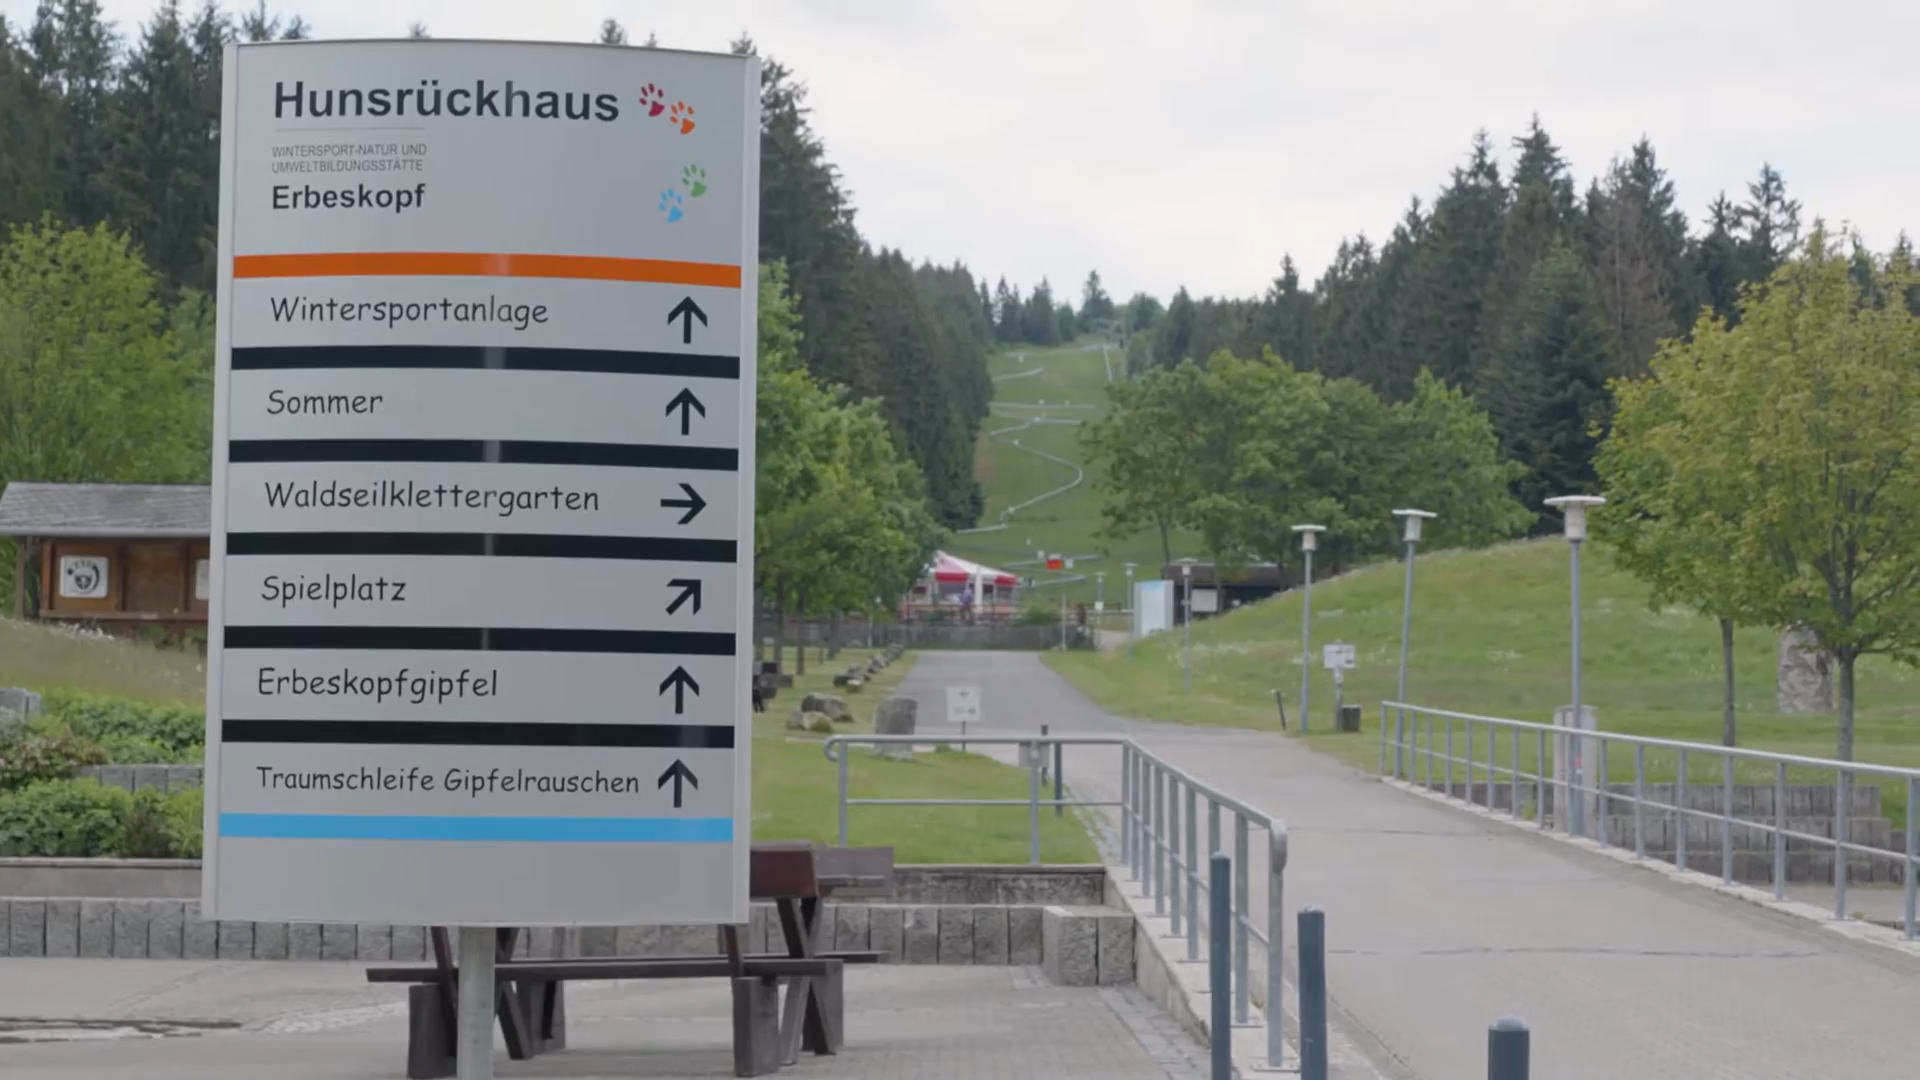 Hunsrückhaus
WINTERSPORT-NATUR UND
UMWELTBILDUNGSSTÄTTE
Erbeskopf
Wintersportanlage
Sommer
Waldseilklettergarten
Spielplatz
Erbeskopfgipfel
Traumschleife Gipfelrauschen